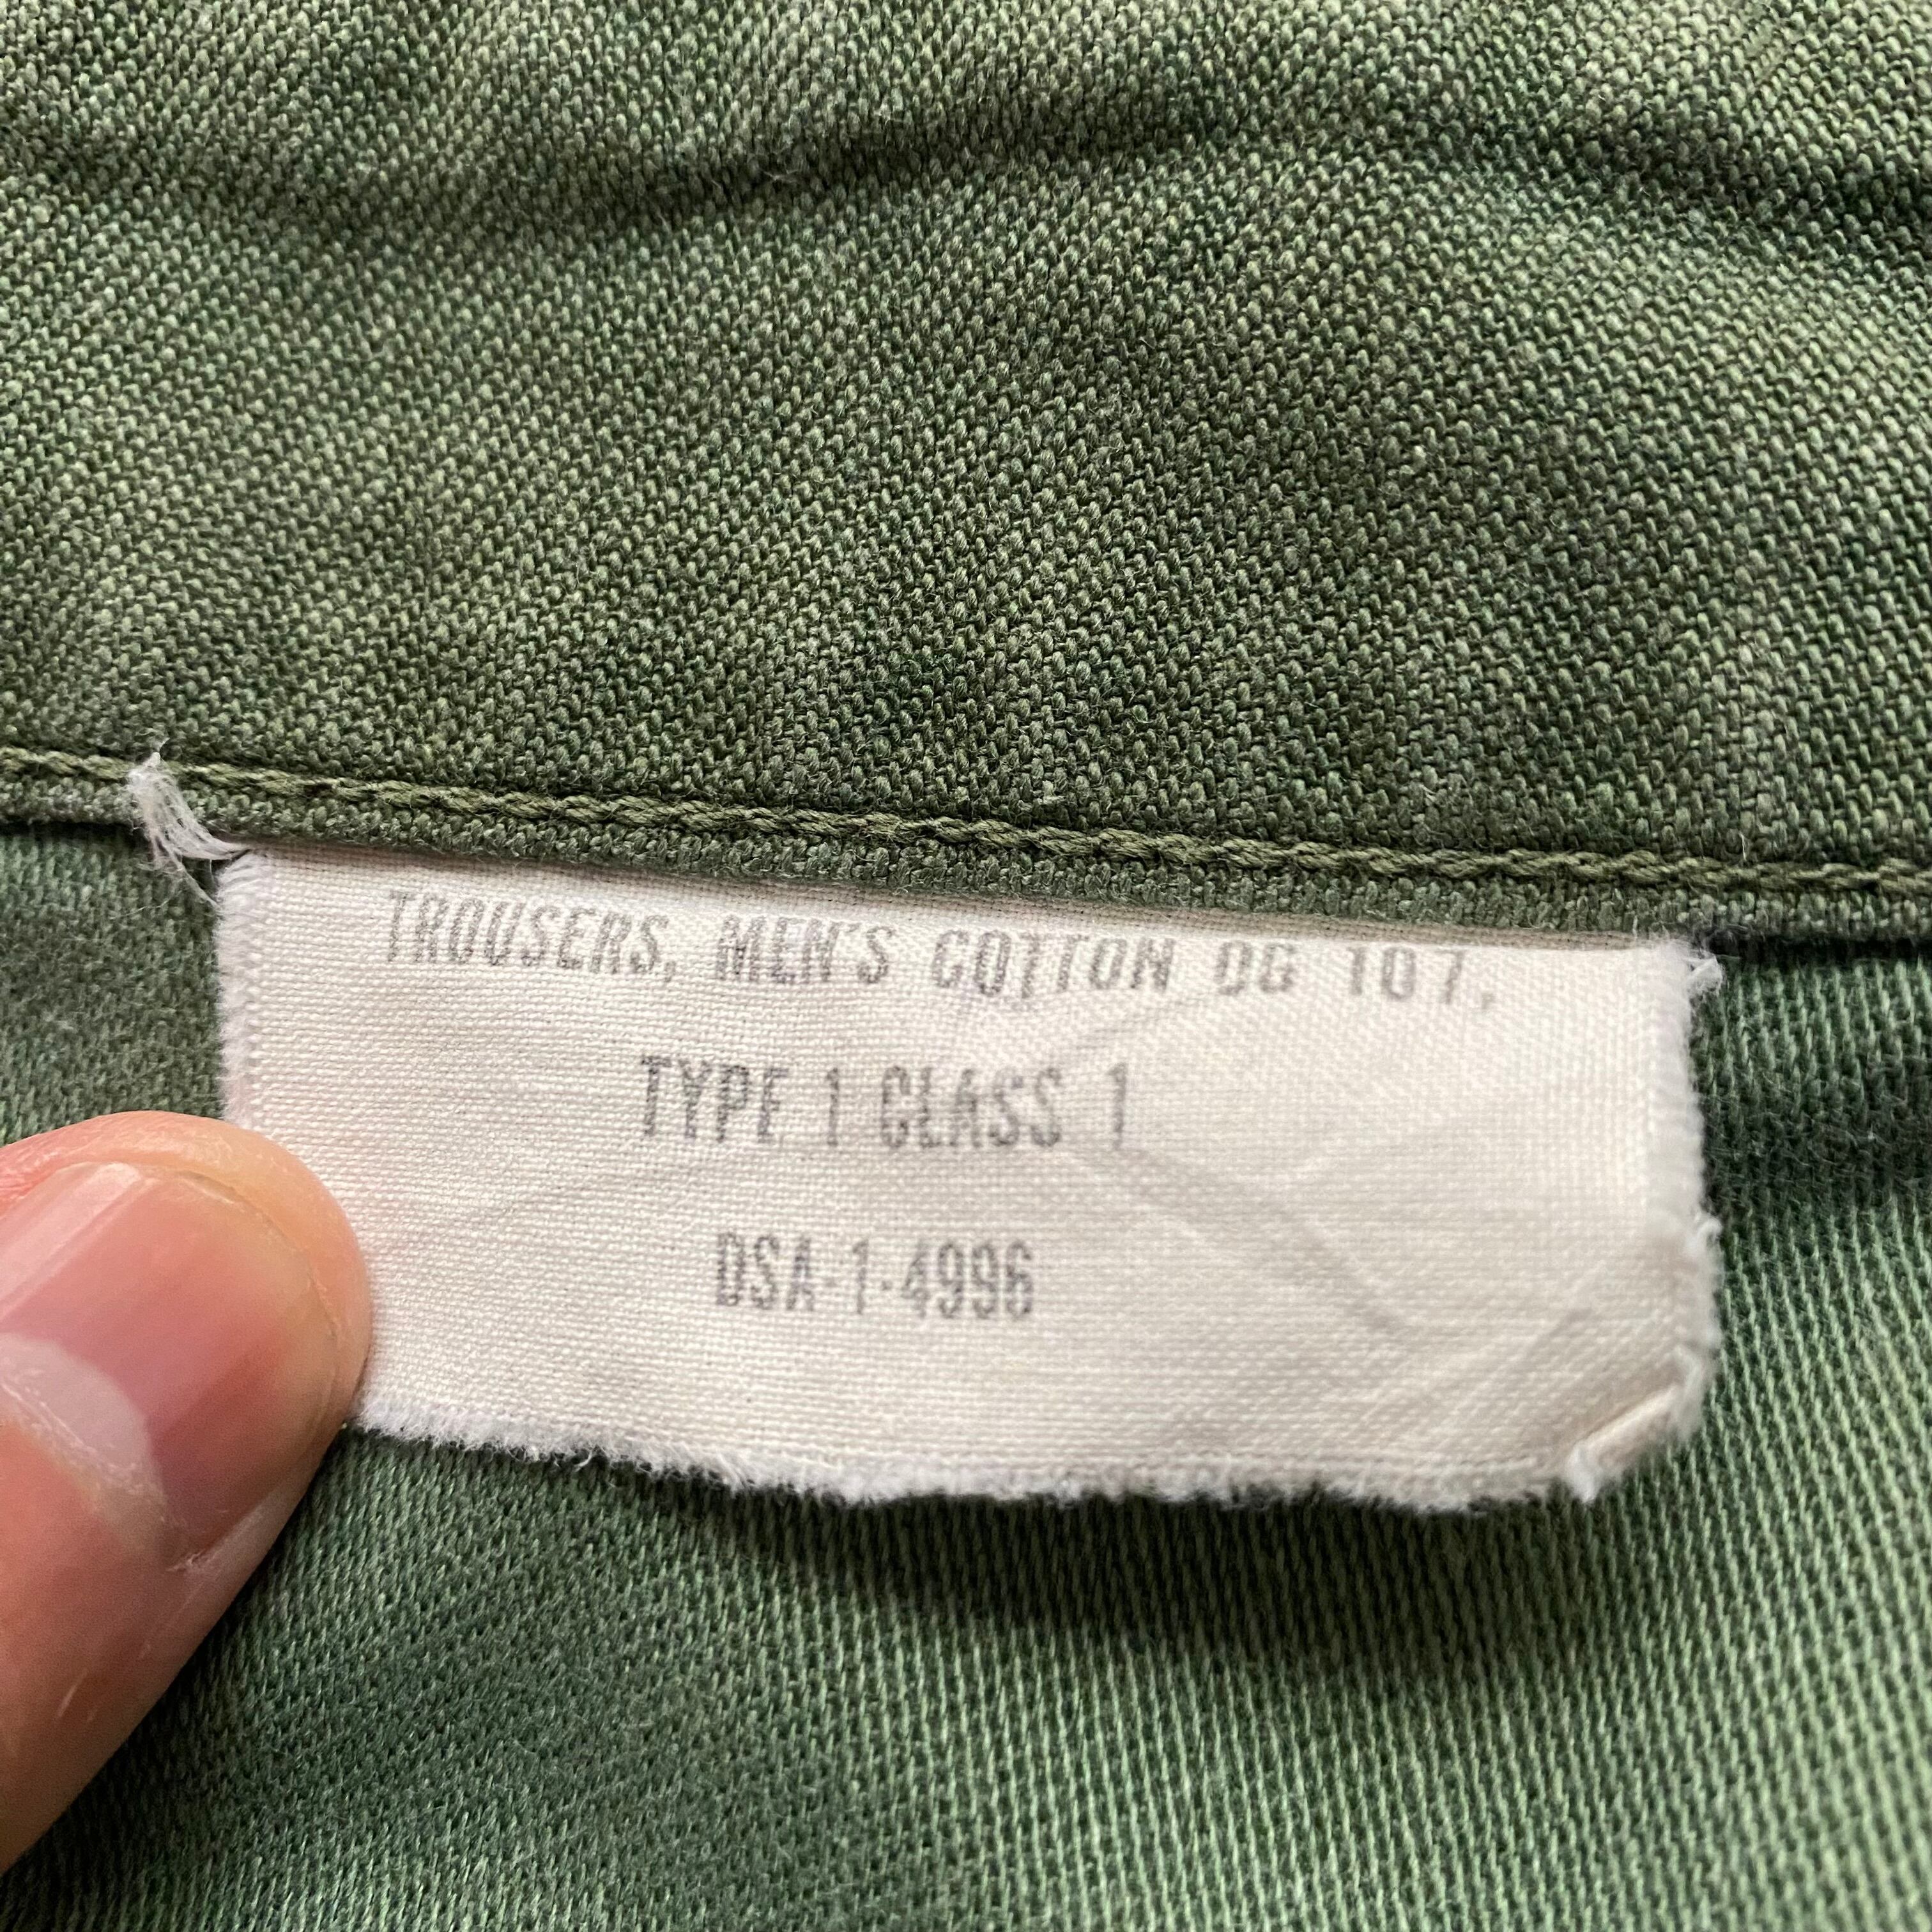 TROUSERS, MEN'S COTTON OG 107,
TYPE 1 CLASS 1
DSA-1-4996